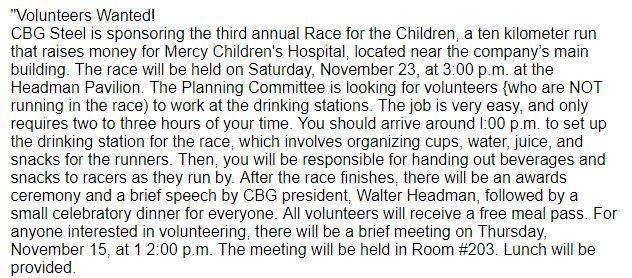 "Volunteers Wanted!
CBG Steel is sponsoring the third annual Race for the Children, a ten kilometer run
that raises money for Mercy Children's Hospital, located near the company's main
building. The race will be held on Saturday, November 23, at 3:00 p.m. at the
Headman Pavilion. The Planning Committee is looking for volunteers {who are NOT
running in the race) to work at the drinking stations. The job is very easy, and only
requires two to three hours of your time. You should arrive around l:00 p.m. to set up
the drinking station for the race, which involves organizing cups, water, juice, and
snacks for the runners. Then, you will be responsible for handing out beverages and
snacks to racers as they run by. After the race finishes, there will be an awards
ceremony and a brief speech by CBG president, Walter Headman, followed by a
small celebratory dinner for everyone. All volunteers will receive a free meal pass. For
anyone interested in volunteering, there will be a brief meeting on Thursday,
November 15, at 1 2:00 p.m. The meeting will be held in Room #203. Lunch will be
provided.